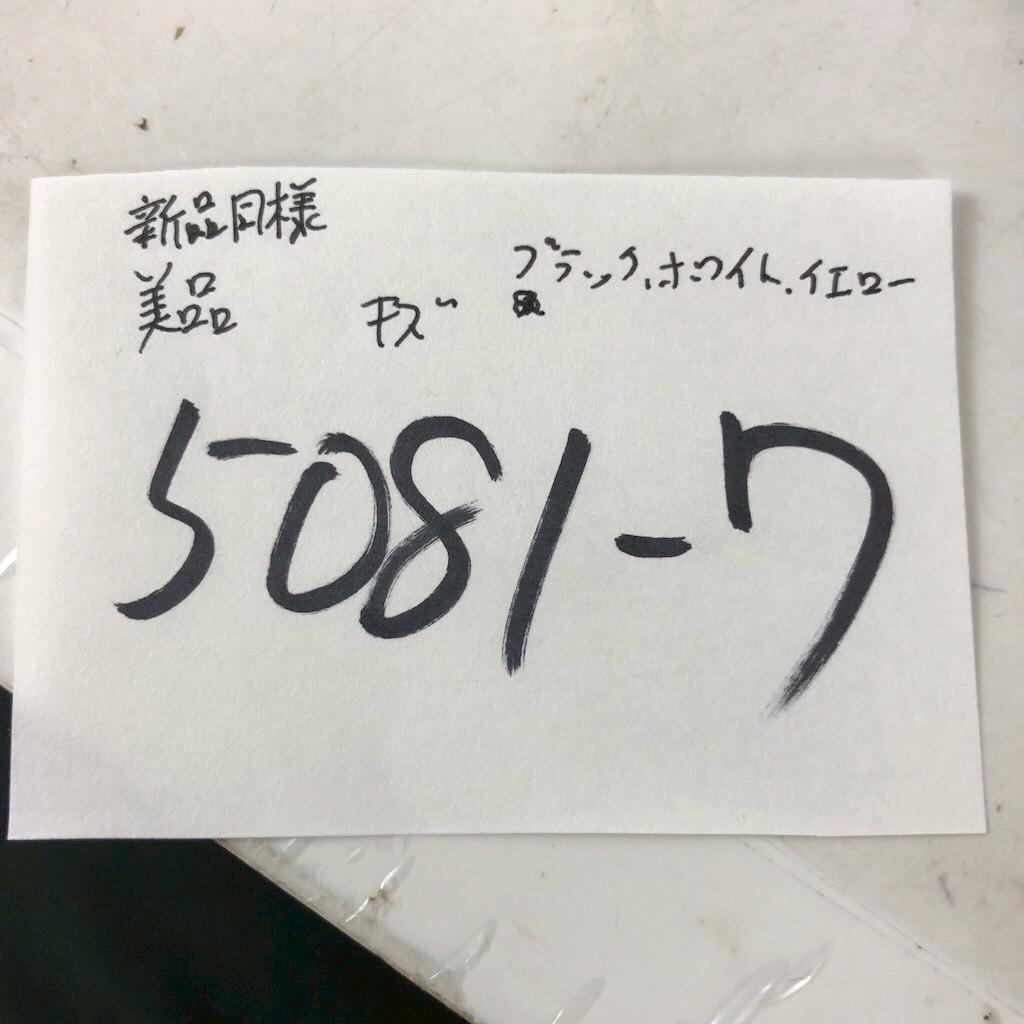 新品同様
美品
キズ
ブラック、ホワイト、イエロー
5081-7